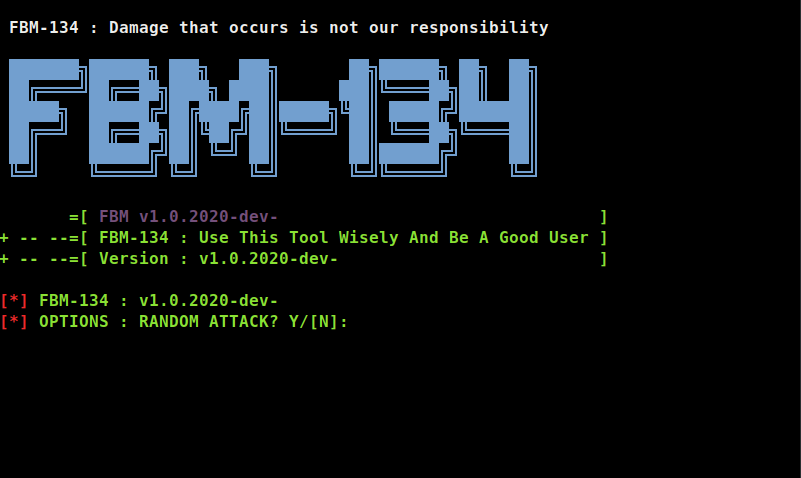 FBM-134 : Damage that occurs is not our responsibility
FBM-134
=[ FBM v1.0.2020-dev- ]
+ -- --=[ FBM-134 : Use This Tool Wisely And Be A Good User ]
+ -- --=[ Version : v1.0.2020-dev- ]
[*] FBM-134 : v1.0.2020-dev-
[*] OPTIONS : RANDOM ATTACK? Y/[N]: